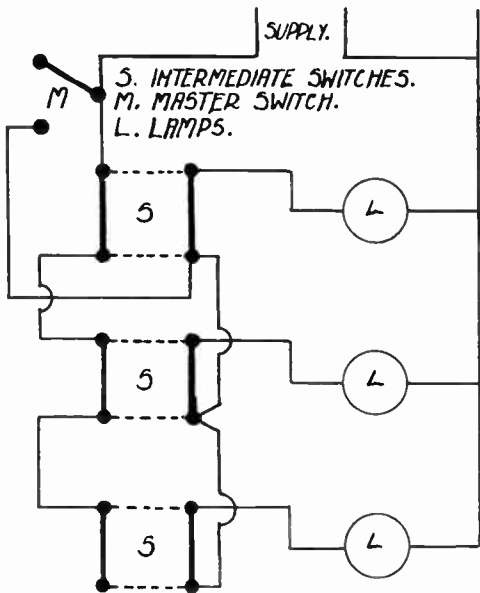 SUPPLY.
S. INTERMEDIATE SWITCHES.
M. MASTER SWITCH.
L. LAMPS.
M
S
L
S
L
S
L